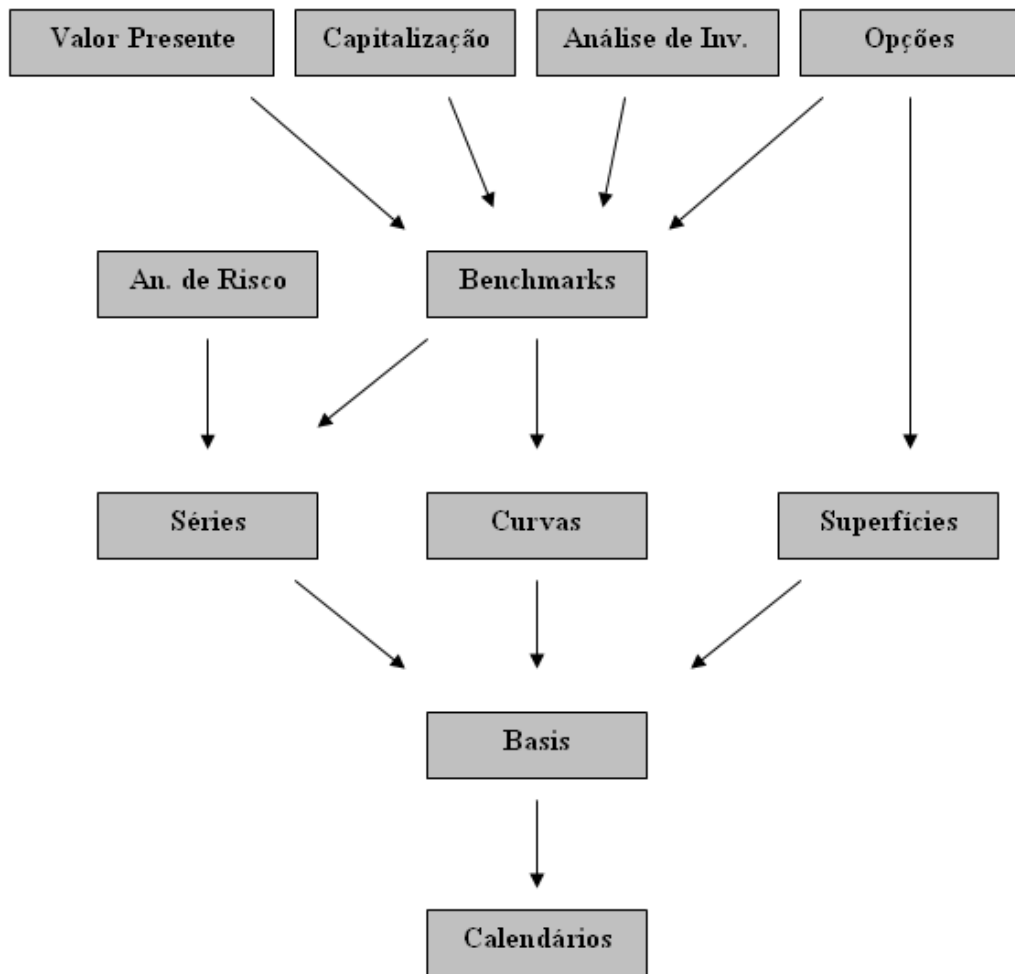 Valor Presente
Capitalização
Análise de Inv.
Opções
An. de Risco
Benchmarks
Séries
Curvas
Superfícies
Basis
Calendários